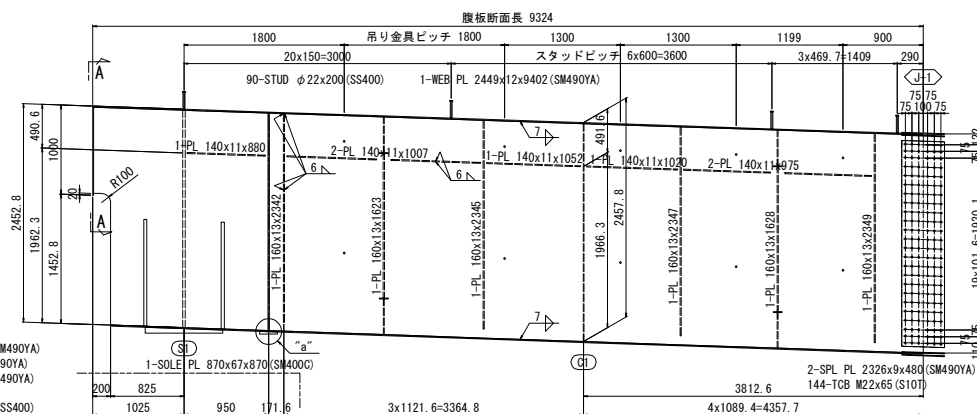 腹板断面長 9324
1800
吊り金具ピッチ 1800
1300
1300
1199
900
20x150=3000
スタッドピッチ 6x600=3600
3x469.7=1409
290
90-STUD φ22x200(SS400)
1-WEB PL 2449x12x9402(SM490YA)
J-1
75 75
75 100 75
A
A
490.6
1000
20
R100
2452.8
1962.3
1452.8
1-PL 140x11x880
2-PL 140x11x1007
1-PL 140x11x1052
1-PL 140x11x1020
2-PL 140x11x975
7
6
6
7
491.6
2457.8
1966.3
1-PL 160x13x2342
1-PL 160x13x1623
1-PL 160x13x2345
1-PL 160x13x2347
1-PL 160x13x1628
1-PL 160x13x2349
75
75
S1
"a"
C1
1-SOLE PL 870x67x870(SM400C)
2-SPL PL 2326x9x480(SM490YA)
144-TCB M22x65(S10T)
M490YA)
90YA)
490YA)
SS400)
200
825
3812.6
1025
950
171.6
3x1121.6=3364.8
4x1089.4=4357.7